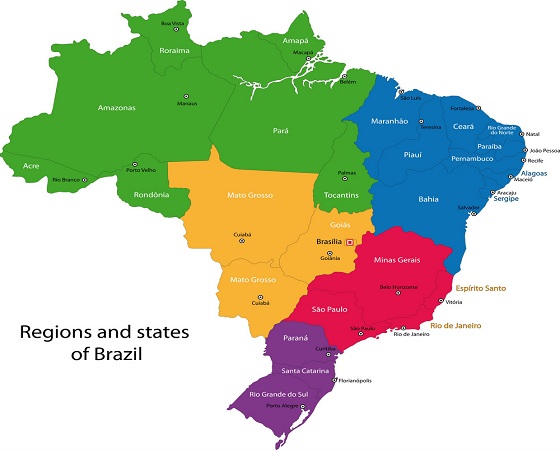 Boa Vista
Roraima
Amapá
Macapá
Belém
Amazonas
Manaus
Pará
São Luis
Maranhão
Teresina
Fortaleza
Ceará
Rio Grande
do Norte
Natal
Paraíba
João Pessoa
Piauí
Pernambuco
Recife
Alagoas
Maceió
Acre
Rio Branco
Porto Velho
Rondônia
Palmas
Tocantins
Aracaju
Sergipe
Bahia
Salvador
Mato Grosso
Cuiabá
Goiás
Brasília
Goiânia
Mato Grosso
Cuiabá
Minas Gerais
Belo Horizonte
Espírito Santo
Vitória
São Paulo
São Paulo
Rio de Janeiro
Rio de Janeiro
Paraná
Curitiba
Santa Catarina
Florianópolis
Rio Grande do Sul
Porto Alegre
Regions and states
of Brazil